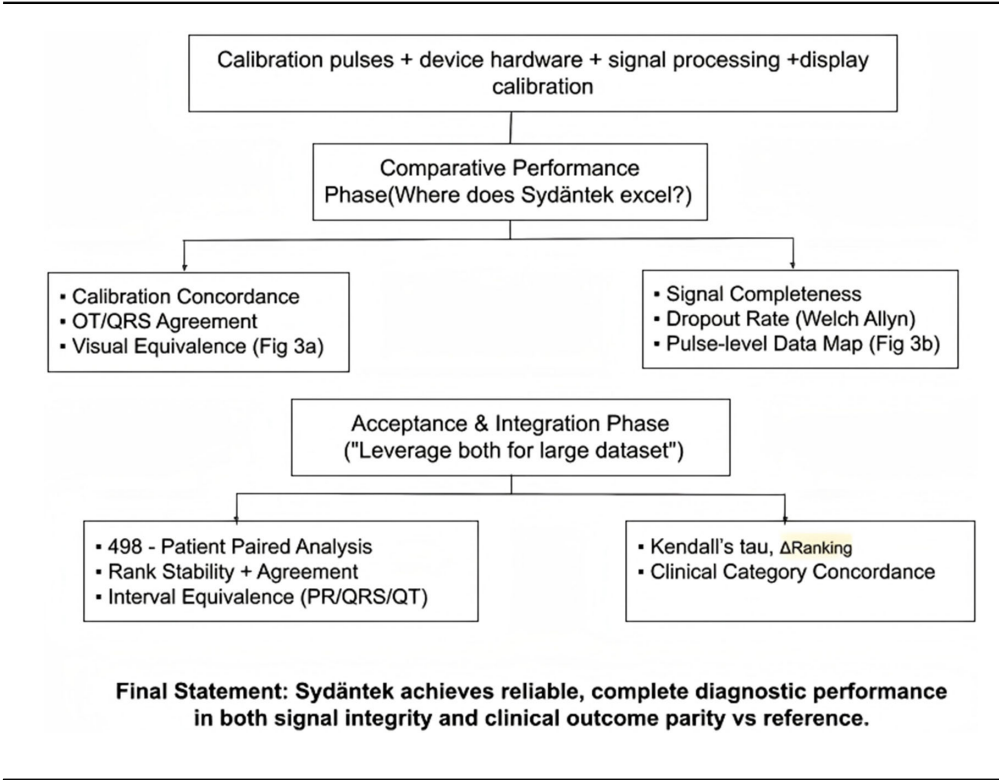 Calibration pulses + device hardware + signal processing +display
calibration
Comparative Performance
Phase(Where does Sydäntek excel?)
▪ Calibration Concordance
▪ OT/QRS Agreement
▪ Visual Equivalence (Fig 3a)
▪ Signal Completeness
▪ Dropout Rate (Welch Allyn)
▪ Pulse-level Data Map (Fig 3b)
Acceptance & Integration Phase
("Leverage both for large dataset")
▪ 498 - Patient Paired Analysis
▪ Rank Stability + Agreement
▪ Interval Equivalence (PR/QRS/QT)
▪ Kendall's tau, ΔRanking
▪ Clinical Category Concordance
Final Statement: Sydäntek achieves reliable, complete diagnostic performance
in both signal integrity and clinical outcome parity vs reference.